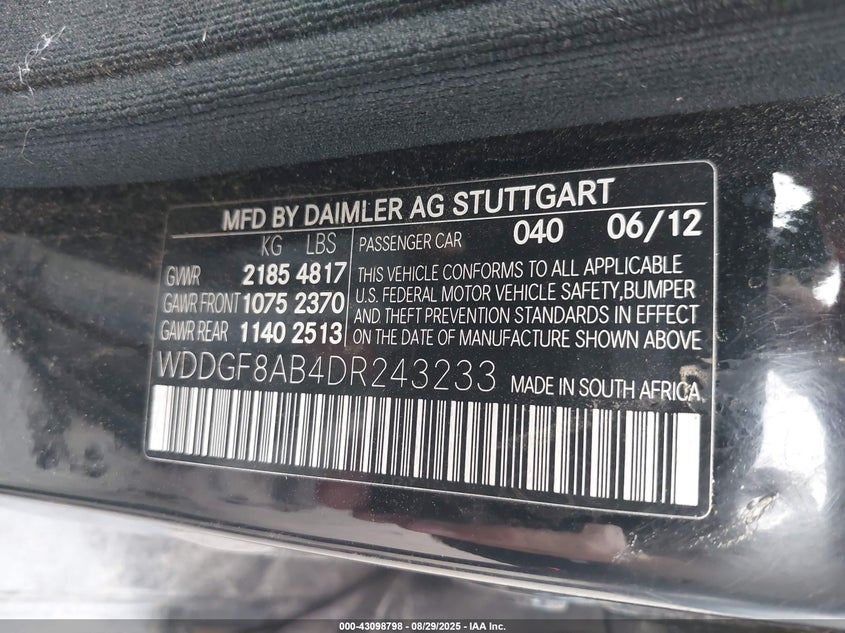 MFD BY DAIMLER AG STUTTGART
KG LBS PASSENGER CAR 040 06/12
GVWR 2185 4817 THIS VEHICLE CONFORMS TO ALL APPLICABLE
GAWR FRONT 1075 2370 U.S. FEDERAL MOTOR VEHICLE SAFETY, BUMPER
AND THEFT PREVENTION STANDARDS IN EFFECT
GAWR REAR 1140 2513 ON THE DATE OF MANUFACTURE SHOWN ABOVE
WDDGF8AB4DR243233 MADE IN SOUTH AFRICA
000-43098798 - 08/29/2025 - IAA Inc.